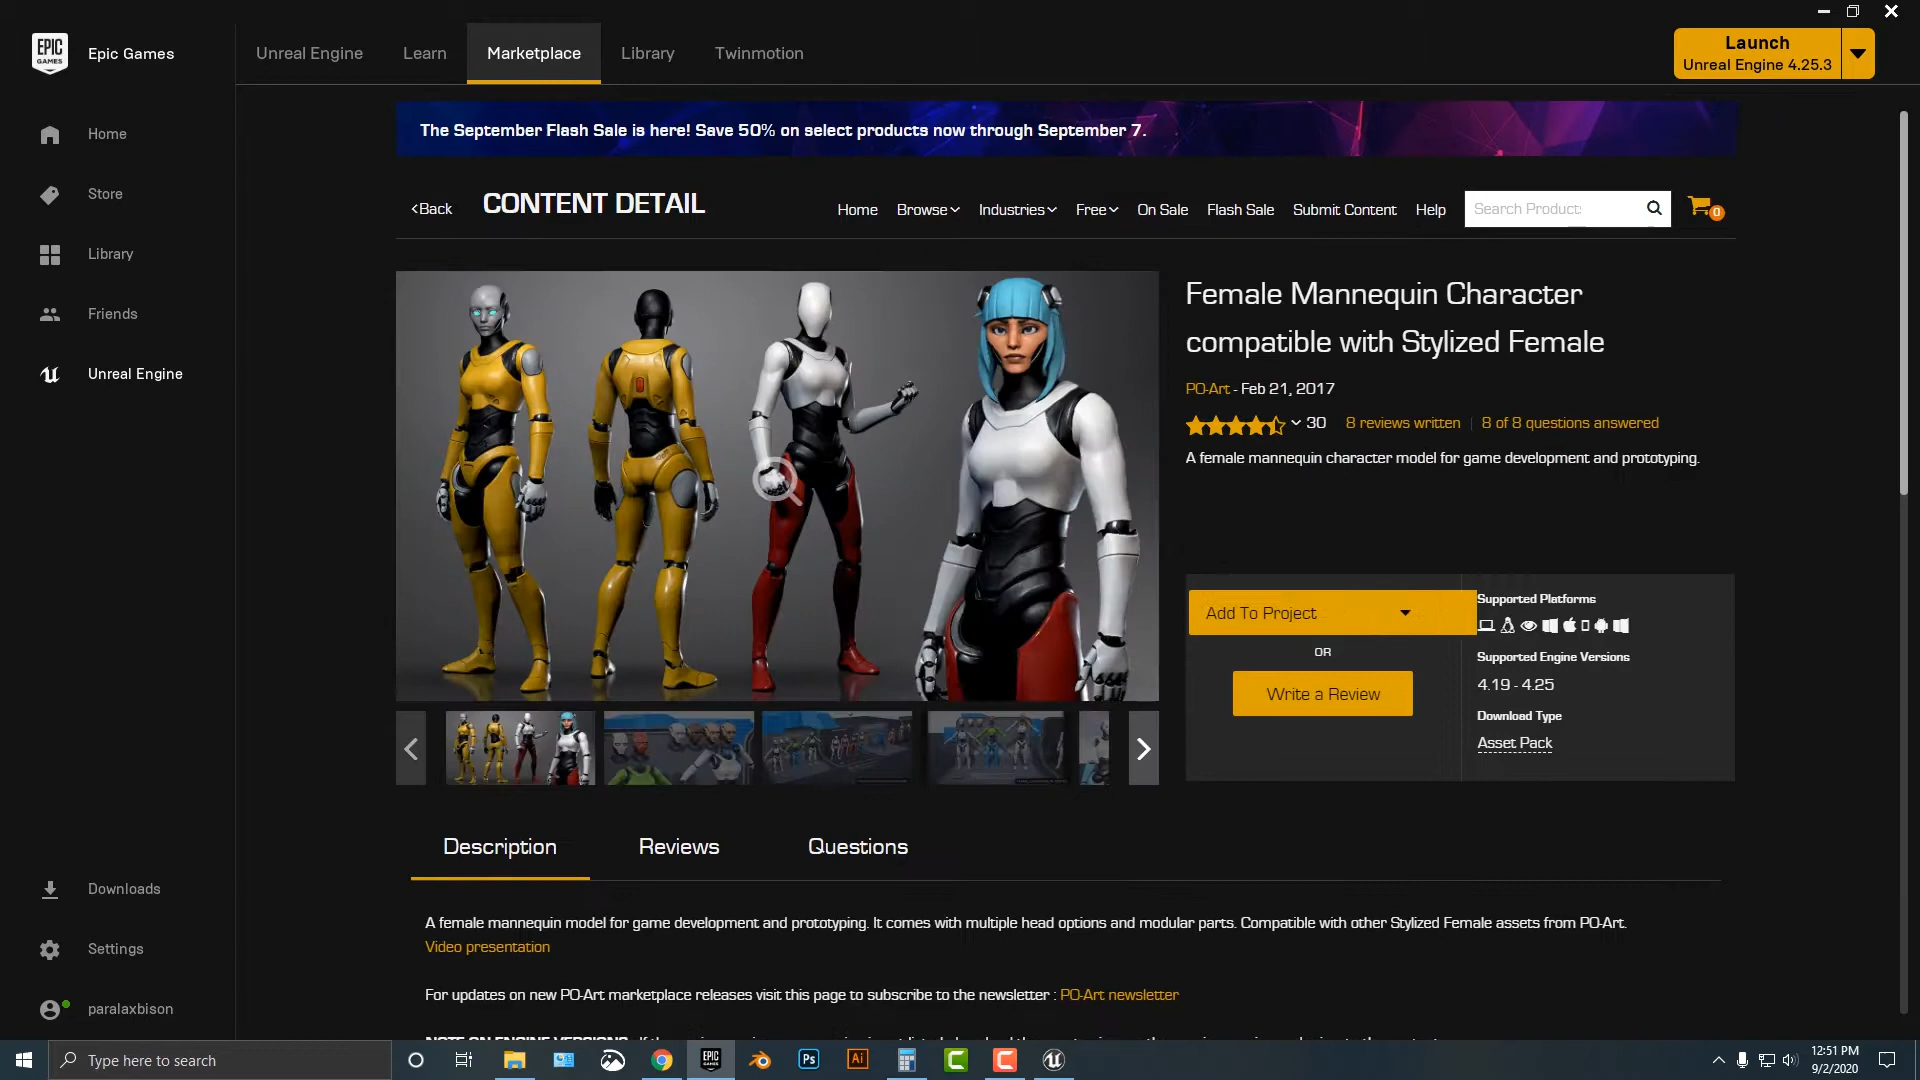 EPIC GAMES
Epic Games
Unreal Engine
Learn
Marketplace
Library
Twinmotion
Launch
Unreal Engine 4.25.3
Home
Store
Library
Friends
Unreal Engine
Downloads
Settings
paralaxbison
The September Flash Sale is here! Save 50% on select products now through September 7.
<Back
CONTENT DETAIL
Home
Browse
Industries
Free
On Sale
Flash Sale
Submit Content
Help
Search Product
0
Female Mannequin Character
compatible with Stylized Female
PO-Art - Feb 21, 2017
30
8 reviews written | 8 of 8 questions answered
A female mannequin character model for game development and prototyping.
Add To Project
OR
Write a Review
Supported Platforms
Supported Engine Versions
4.19 - 4.25
Download Type
Asset Pack
Description
Reviews
Questions
A female mannequin model for game development and prototyping. It comes with multiple head options and modular parts. Compatible with other Stylized Female assets from PO-Art.
Video presentation
For updates on new PO-Art marketplace releases visit this page to subscribe to the newsletter : PO-Art newsletter
Type here to search
Ps
Ai
12:51 PM
9/2/2020